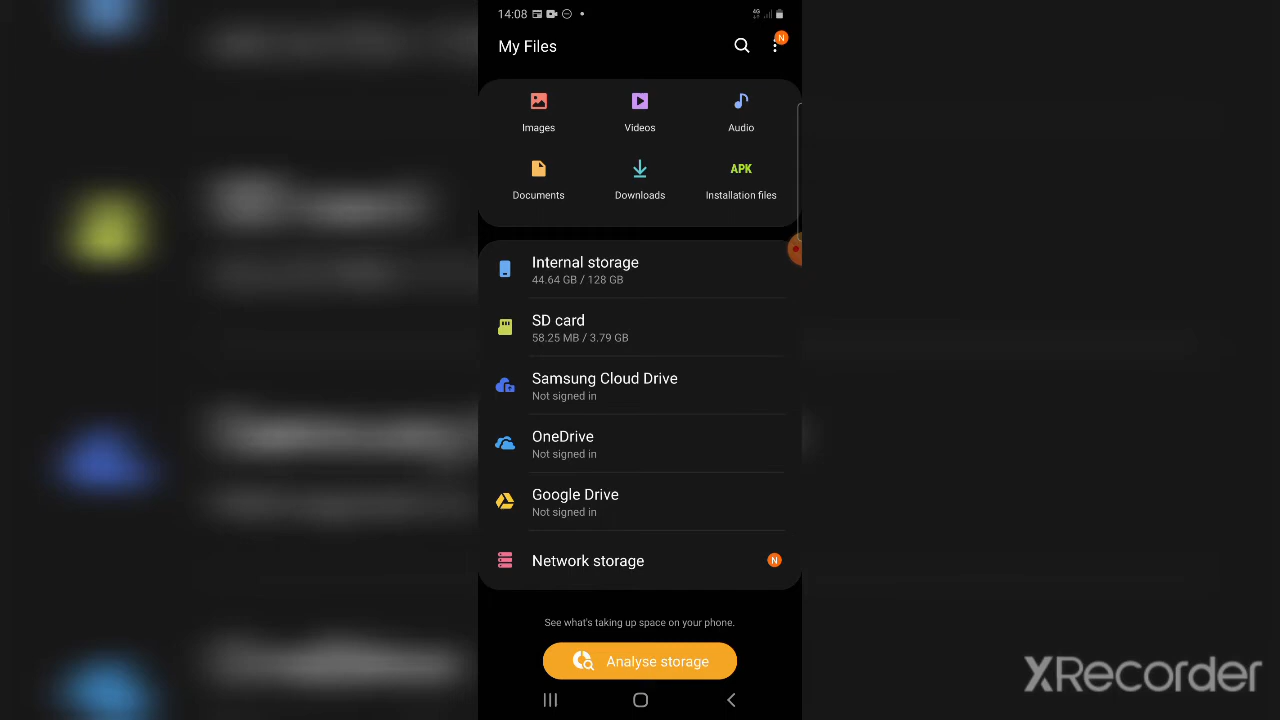 14:08
4G
My Files
N
Images Videos Audio
APK
Documents Downloads Installation files
Internal storage
44.64 GB / 128 GB
SD card
58.25 MB / 3.79 GB
Samsung Cloud Drive
Not signed in
OneDrive
Not signed in
Google Drive
Not signed in
Network storage N
See what's taking up space on your phone.
Analyse storage
XRecorder